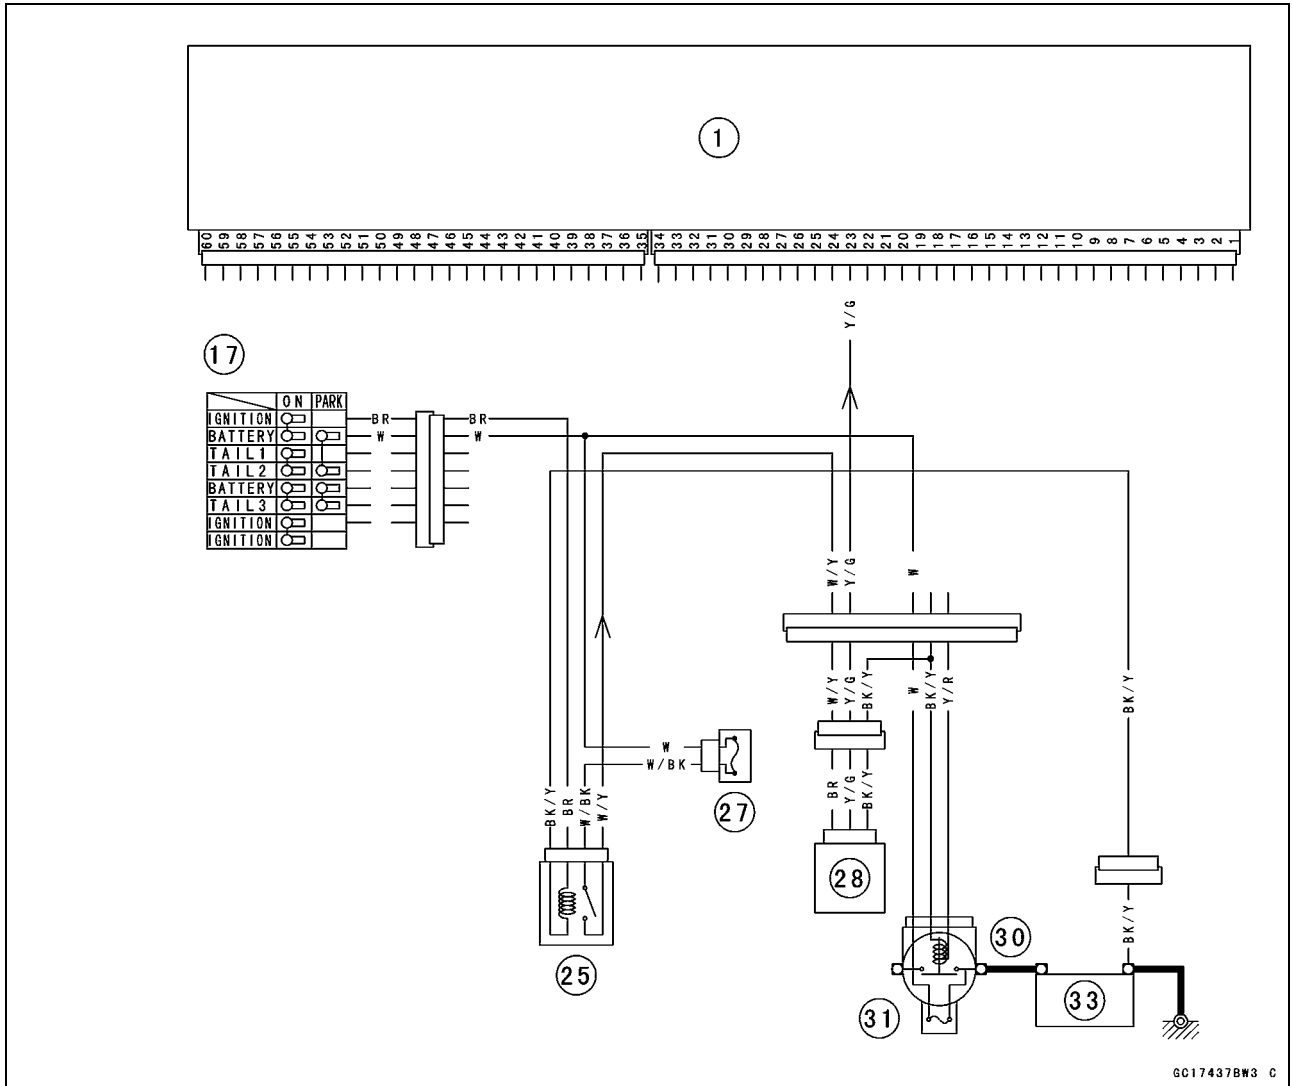 1
60 59 58 57 56 55 54 53 52 51 50 49 48 47 46 45 44 43 42 41 40 39 38 37 36 35 34 33 32 31 30 29 28 27 26 25 24 23 22 21 20 19 18 17 16 15 14 13 12 11 10 9 8 7 6 5 4 3 2 1
Y/G
17
ON PARK
IGNITION
BATTERY
TAIL1
TAIL2
BATTERY
TAIL3
IGNITION
IGNITION
BR BR
W W
W/Y Y/G W
W/Y Y/G BK/Y W BK/Y Y/R BK/Y
W
W/BK
27
BK/Y BR W/BK W/Y
BR Y/G BK/Y
28
25
30
BK/Y
31
33
GC17437BW3 C